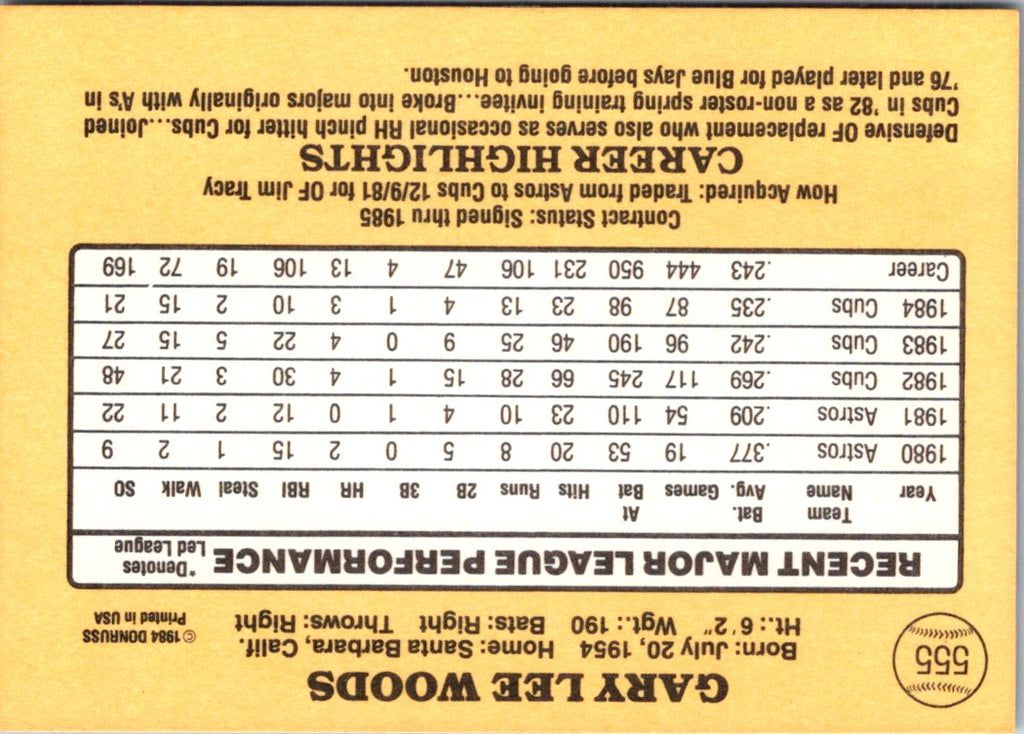 555
GARY LEE WOODS
Born: July 20, 1954 Home: Santa Barbara, Calif.
Ht.: 6'2" Wgt.: 190 Bats: Right Throws: Right
© 1984 DONRUSS
Printed in USA
RECENT MAJOR LEAGUE PERFORMANCE *Denotes Led League
Year Team Name Bat. Avg. Games At Bat Hits Runs 2B 3B HR RBI Steal Walk SO
1980 Astros .377 19 53 20 8 5 0 2 15 1 2 9
1981 Astros .209 54 110 23 10 4 1 0 12 2 11 22
1982 Cubs .269 117 245 66 28 15 1 4 30 3 21 48
1983 Cubs .242 96 190 46 25 9 0 4 22 5 15 27
1984 Cubs .235 87 98 23 13 4 1 3 10 2 15 21
Career .243 444 950 231 106 47 4 13 106 19 72 169
Contract Status: Signed thru 1985
How Acquired: Traded from Astros to Cubs 12/9/81 for OF Jim Tracy
CAREER HIGHLIGHTS
Defensive OF replacement who also serves as occasional RH pinch hitter for Cubs....Joined
Cubs in '82 as a non-roster spring training invitee...Broke into majors originally with A's in
'76 and later played for Blue Jays before going to Houston.